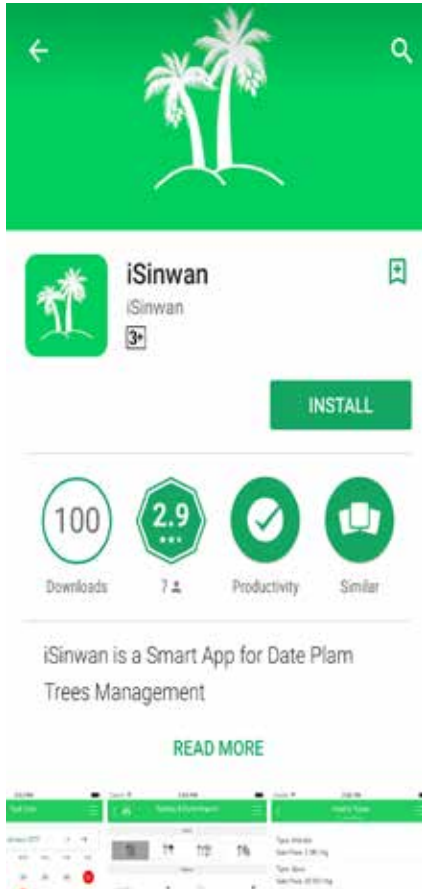 iSinwan
iSinwan
3+
INSTALL
100
2.9
Downloads
7
Productivity
Similar
iSinwan is a Smart App for Date Plam
Trees Management
READ MORE